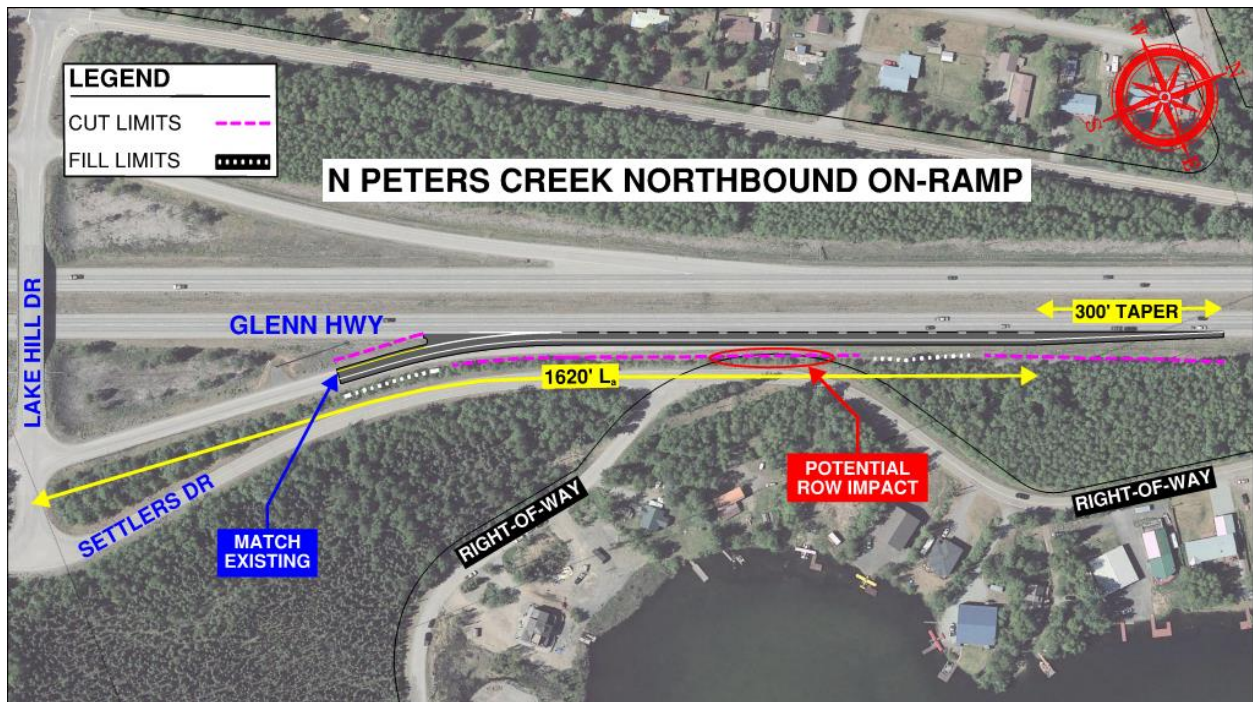 LEGEND
CUT LIMITS
FILL LIMITS
N PETERS CREEK NORTHBOUND ON-RAMP
W
N
S
E
LAKE HILL DR
GLENN HWY
300' TAPER
1620' Lₐ
SETTLERS DR
MATCH
EXISTING
POTENTIAL
ROW IMPACT
RIGHT-OF-WAY
RIGHT-OF-WAY